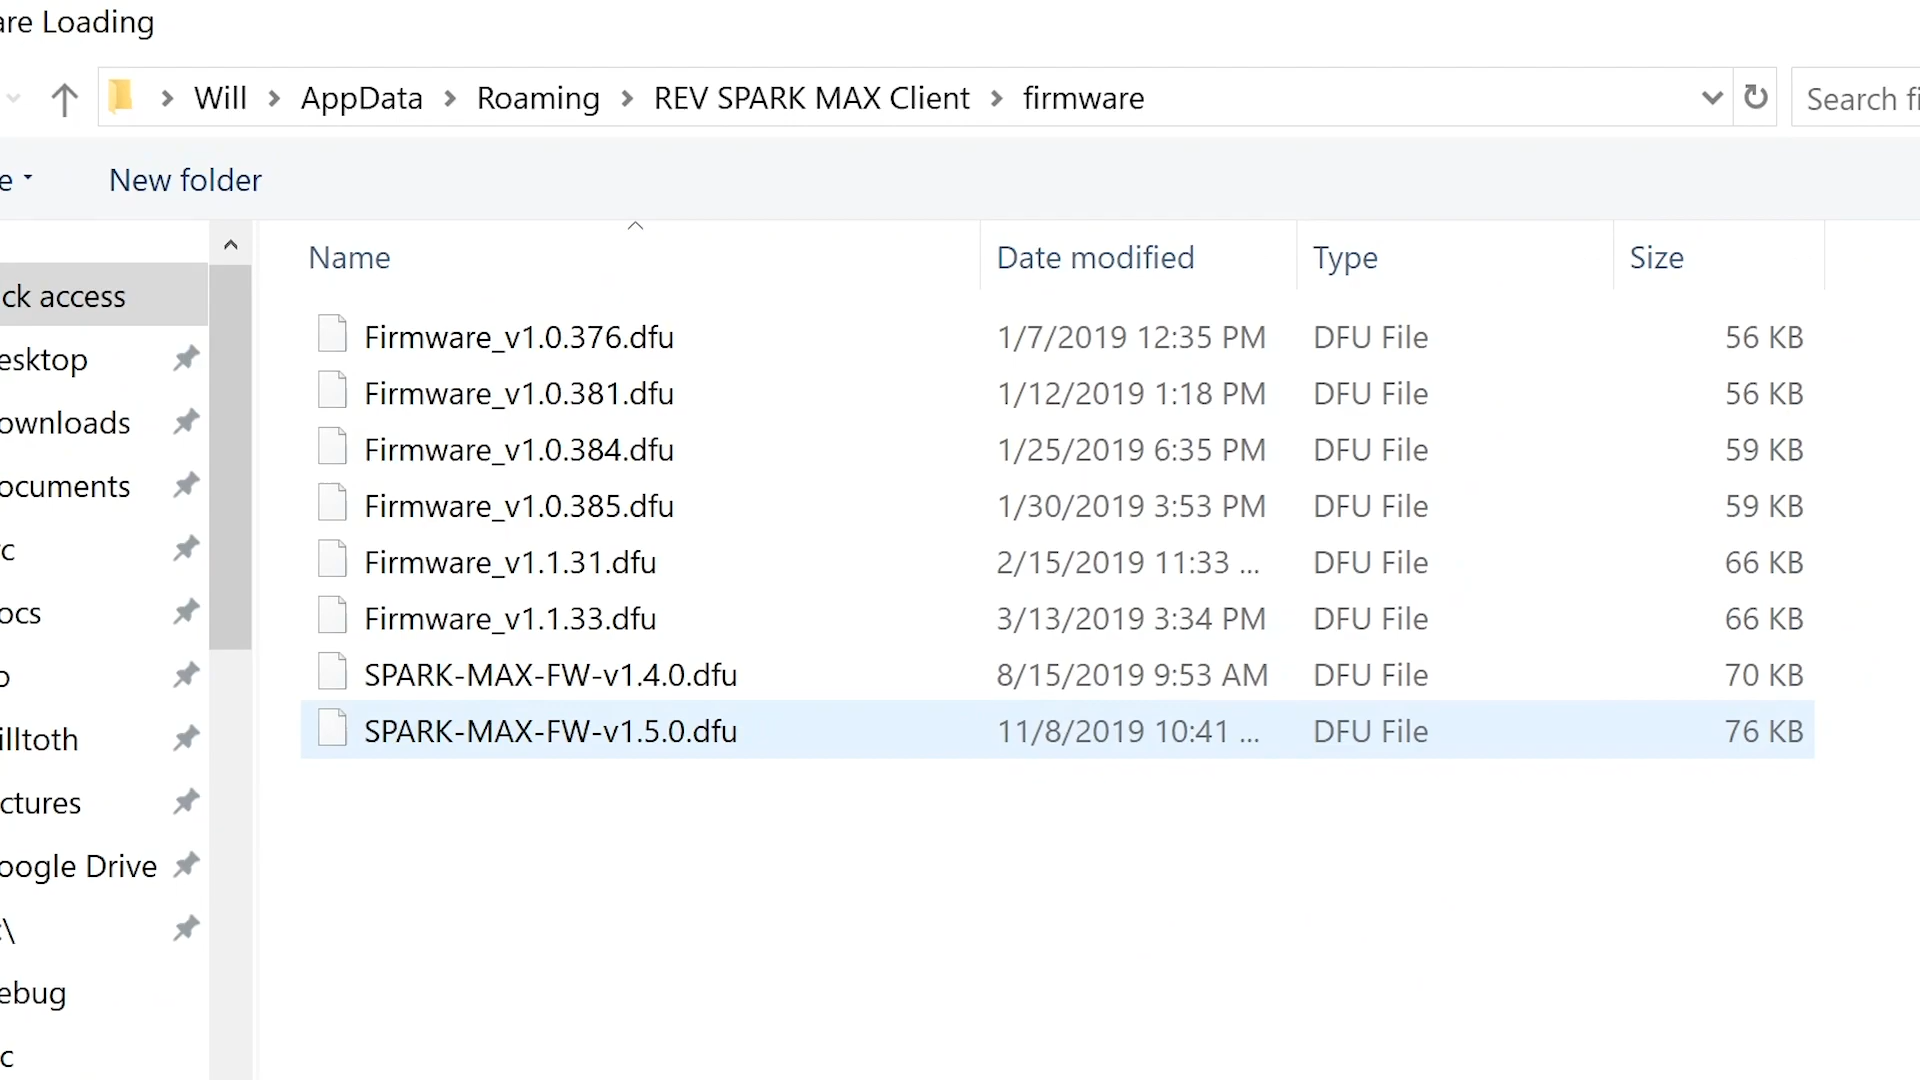 are Loading
Will > AppData > Roaming > REV SPARK MAX Client > firmware
Search fi
e
New folder
Name Date modified Type Size
ck access
esktop
ownloads
ocuments
c
ocs
o
illtoth
ctures
oogle Drive
:\
ebug
c
Firmware_v1.0.376.dfu 1/7/2019 12:35 PM DFU File 56 KB
Firmware_v1.0.381.dfu 1/12/2019 1:18 PM DFU File 56 KB
Firmware_v1.0.384.dfu 1/25/2019 6:35 PM DFU File 59 KB
Firmware_v1.0.385.dfu 1/30/2019 3:53 PM DFU File 59 KB
Firmware_v1.1.31.dfu 2/15/2019 11:33 ... DFU File 66 KB
Firmware_v1.1.33.dfu 3/13/2019 3:34 PM DFU File 66 KB
SPARK-MAX-FW-v1.4.0.dfu 8/15/2019 9:53 AM DFU File 70 KB
SPARK-MAX-FW-v1.5.0.dfu 11/8/2019 10:41 ... DFU File 76 KB